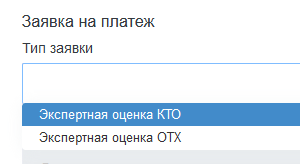 Заявка на платеж
Тип заявки
Экспертная оценка КТО
Экспертная оценка ОТХ